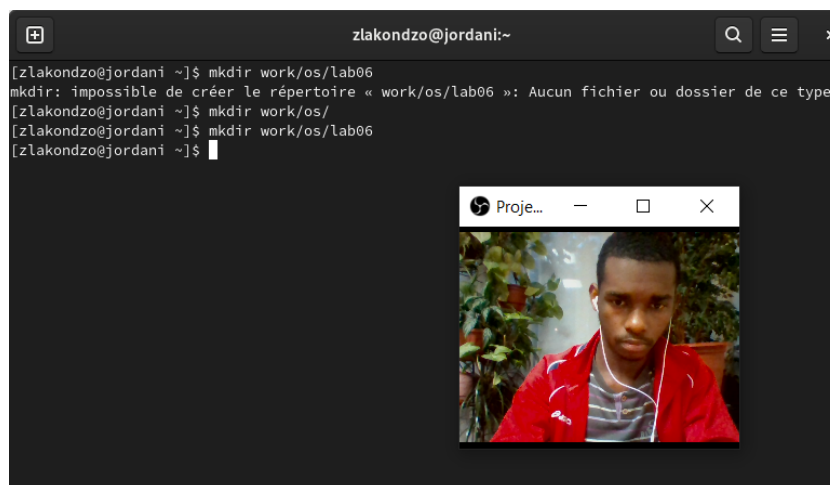 zlakondzo@jordani:~
[zlakondzo@jordani ~]$ mkdir work/os/lab06
mkdir: impossible de créer le répertoire « work/os/lab06 »: Aucun fichier ou dossier de ce type
[zlakondzo@jordani ~]$ mkdir work/os/
[zlakondzo@jordani ~]$ mkdir work/os/lab06
[zlakondzo@jordani ~]$
Proje...
asics